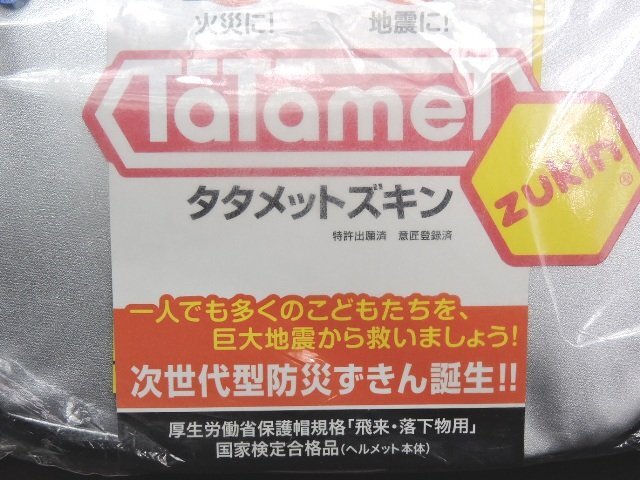 火災に! 地震に!
TaTameT
ZUKiN®
タタメットズキン
特許出願済 意匠登録済
一人でも多くのこどもたちを、
巨大地震から救いましょう!
次世代型防災ずきん誕生!!
厚生労働省保護帽規格「飛来・落下物用」
国家検定合格品(ヘルメット本体)